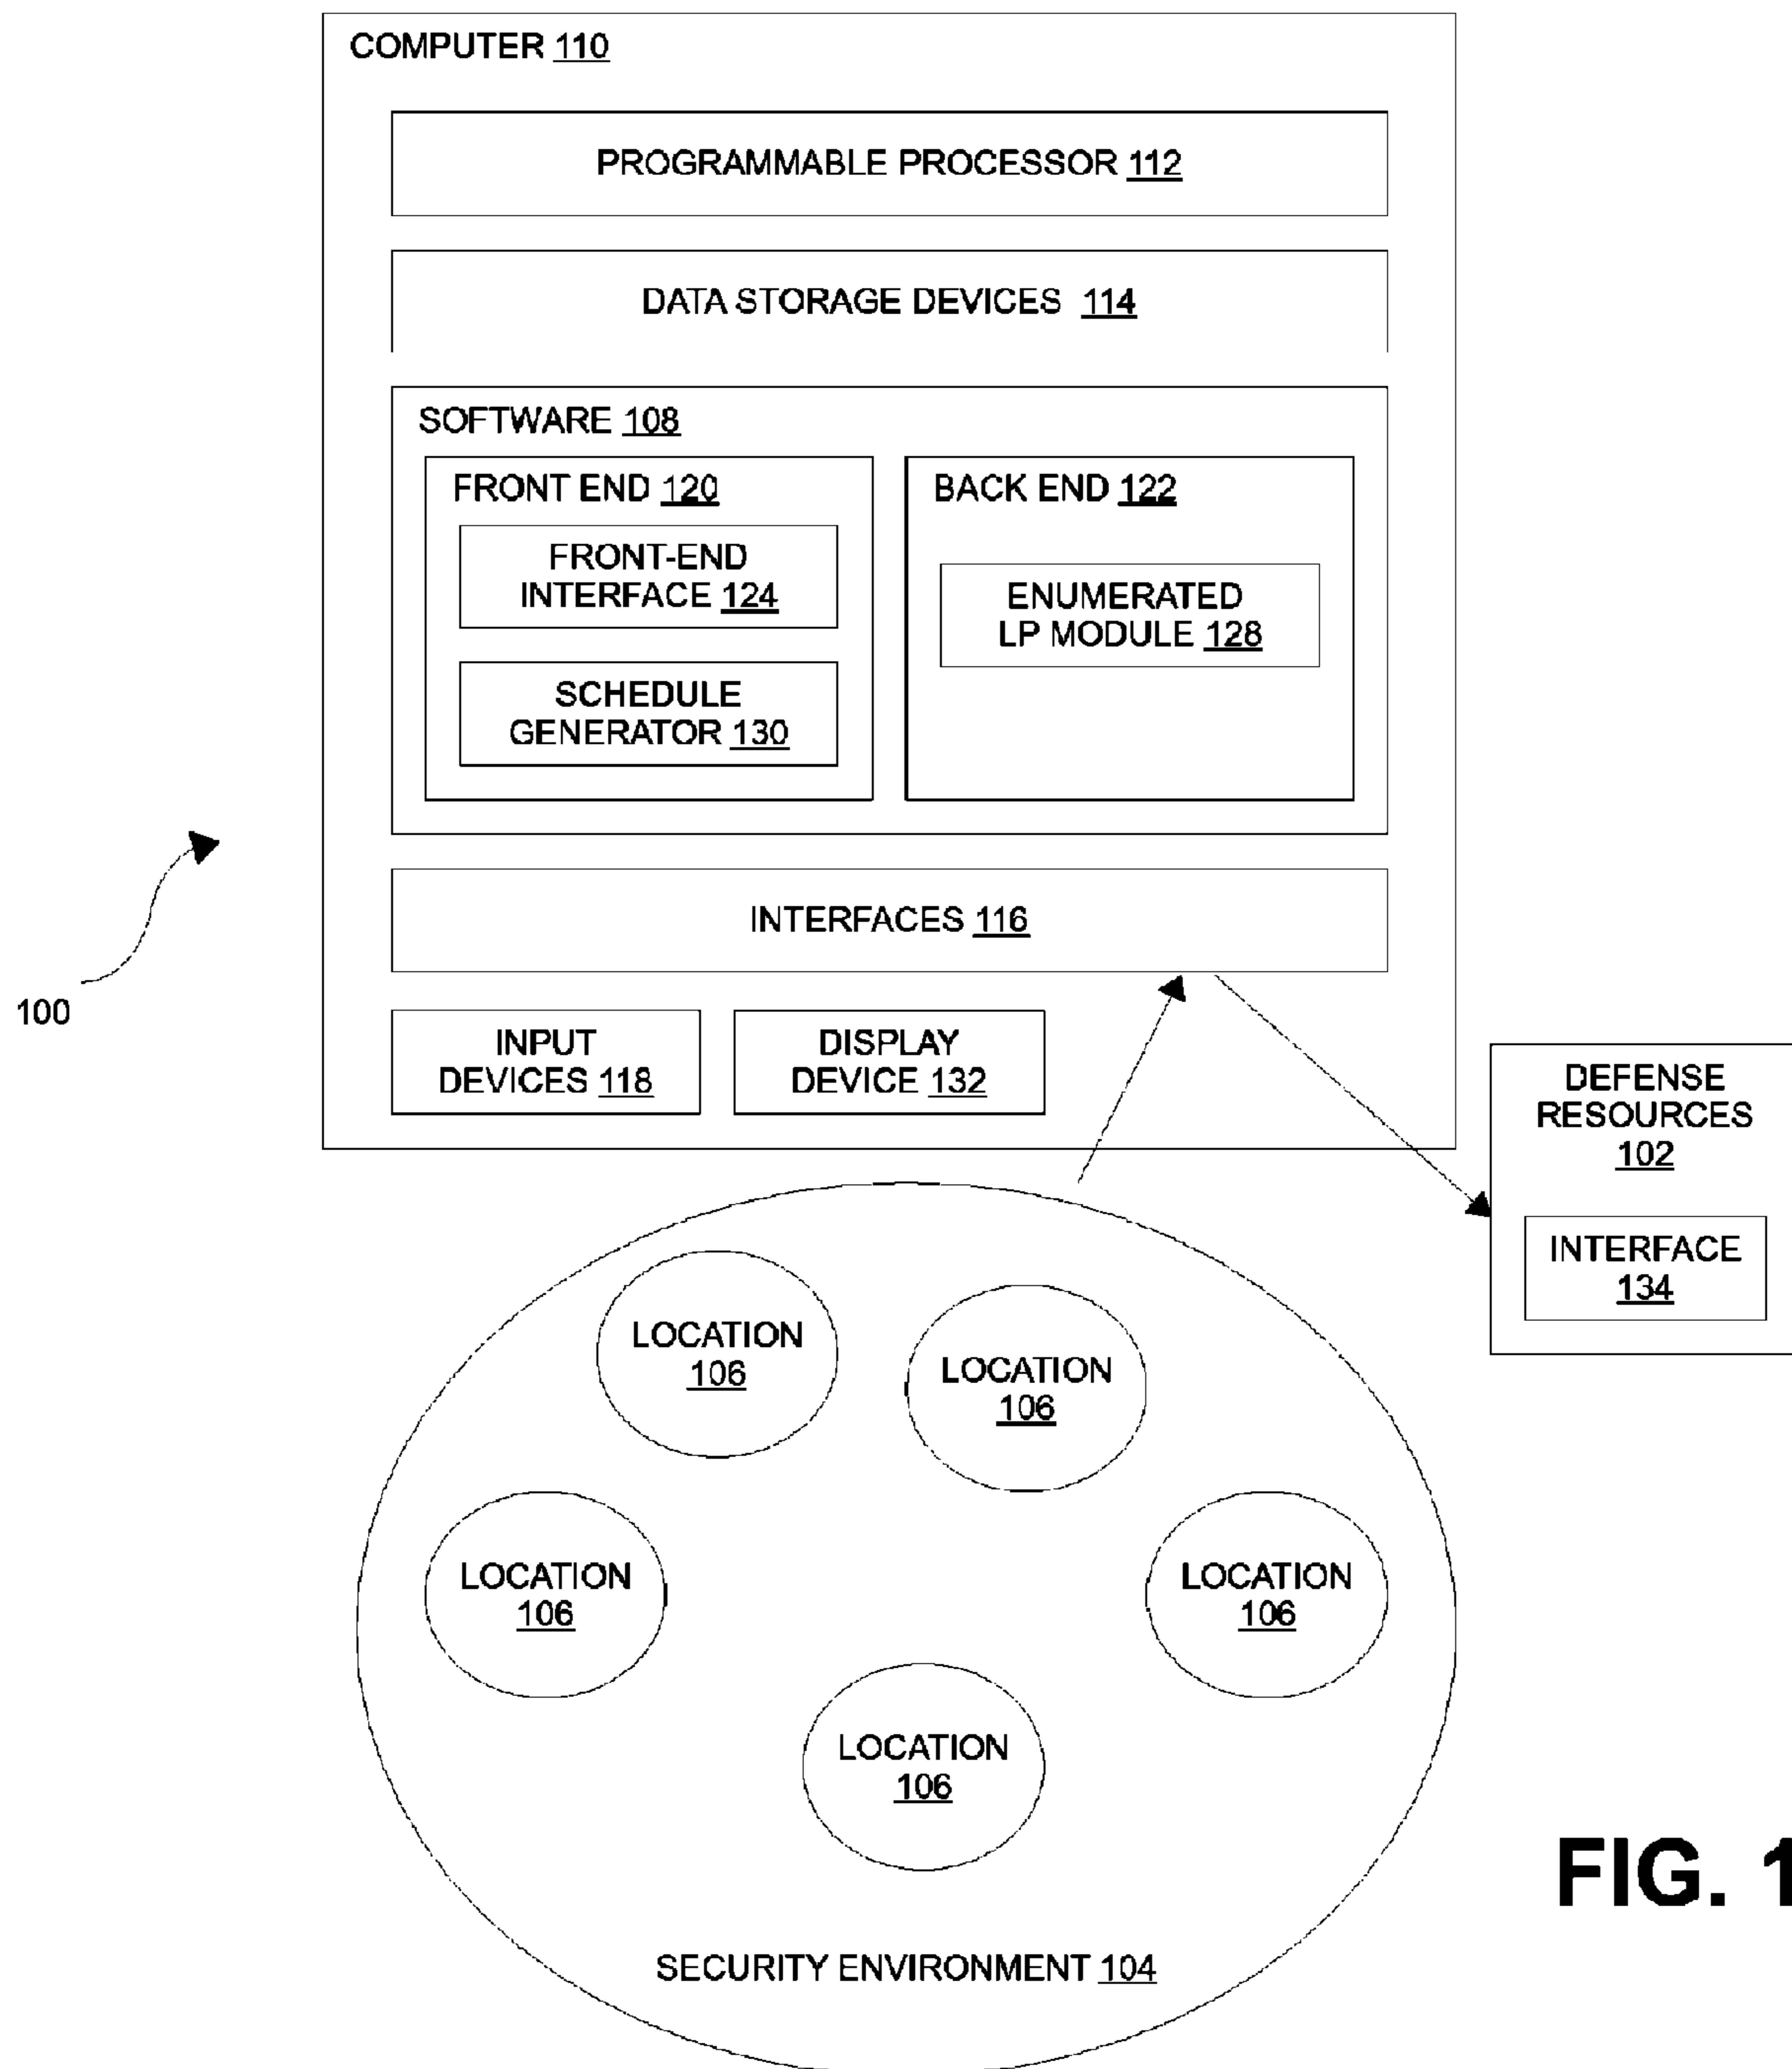 COMPUTER 110
PROGRAMMABLE PROCESSOR 112
DATA STORAGE DEVICES 114
SOFTWARE 108
FRONT END 120
FRONT-END
INTERFACE 124
SCHEDULE
GENERATOR 130
BACK END 122
ENUMERATED
LP MODULE 128
INTERFACES 116
100
INPUT
DEVICES 118
DISPLAY
DEVICE 132
DEFENSE
RESOURCES
102
INTERFACE
134
LOCATION
106
LOCATION
106
LOCATION
106
LOCATION
106
LOCATION
106
SECURITY ENVIRONMENT 104
FIG. 1